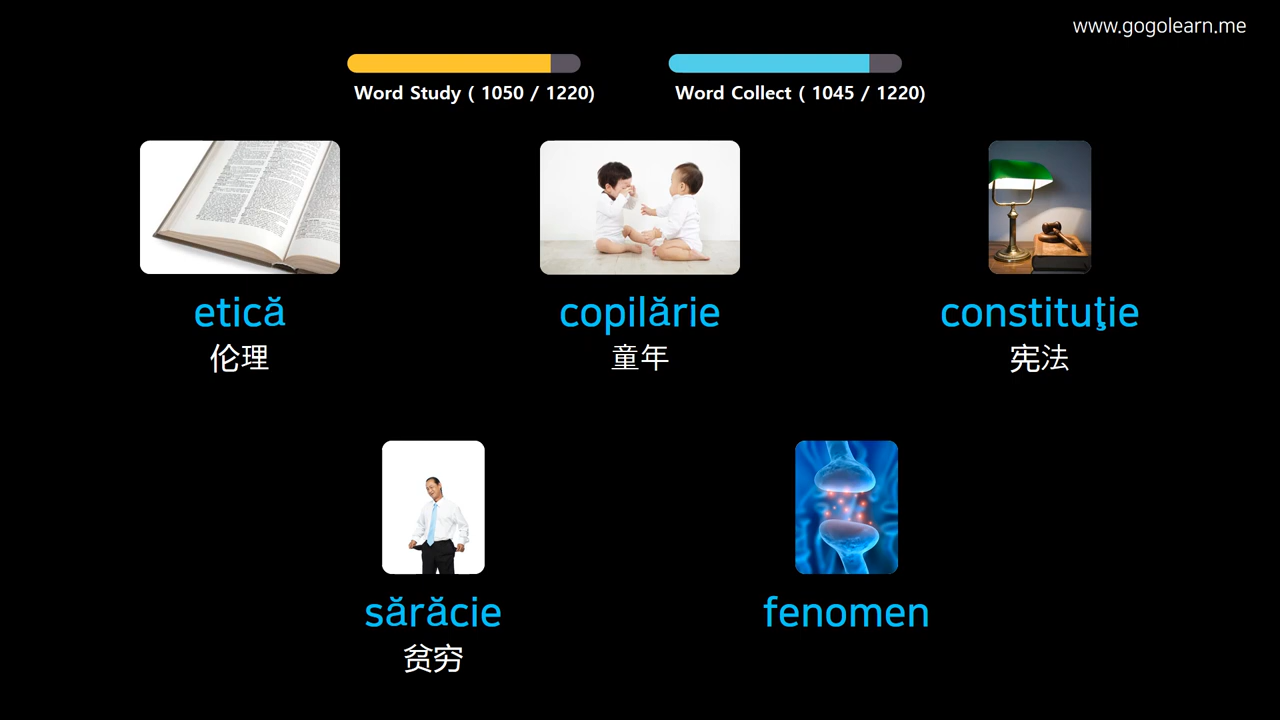 www.gogolearn.me
Word Study ( 1050 / 1220)
Word Collect ( 1045 / 1220)
etică
伦理
copilărie
童年
constituţie
宪法
sărăcie
贫穷
fenomen